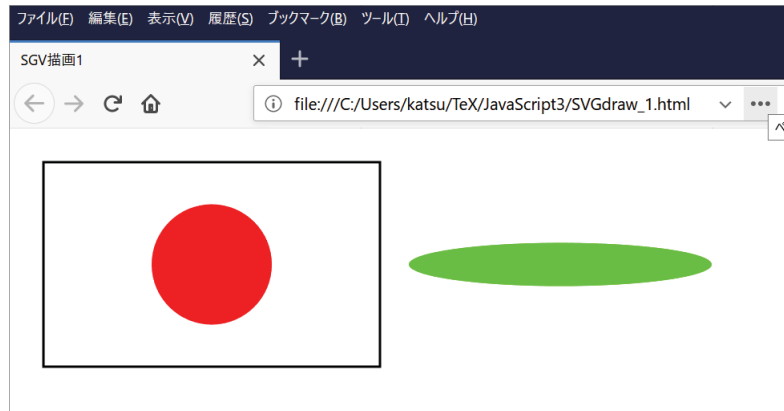 ファイル(F) 編集(E) 表示(V) 履歴(S) ブックマーク(B) ツール(T) ヘルプ(H)
SGV描画1
file:///C:/Users/katsu/TeX/JavaScript3/SVGdraw_1.html